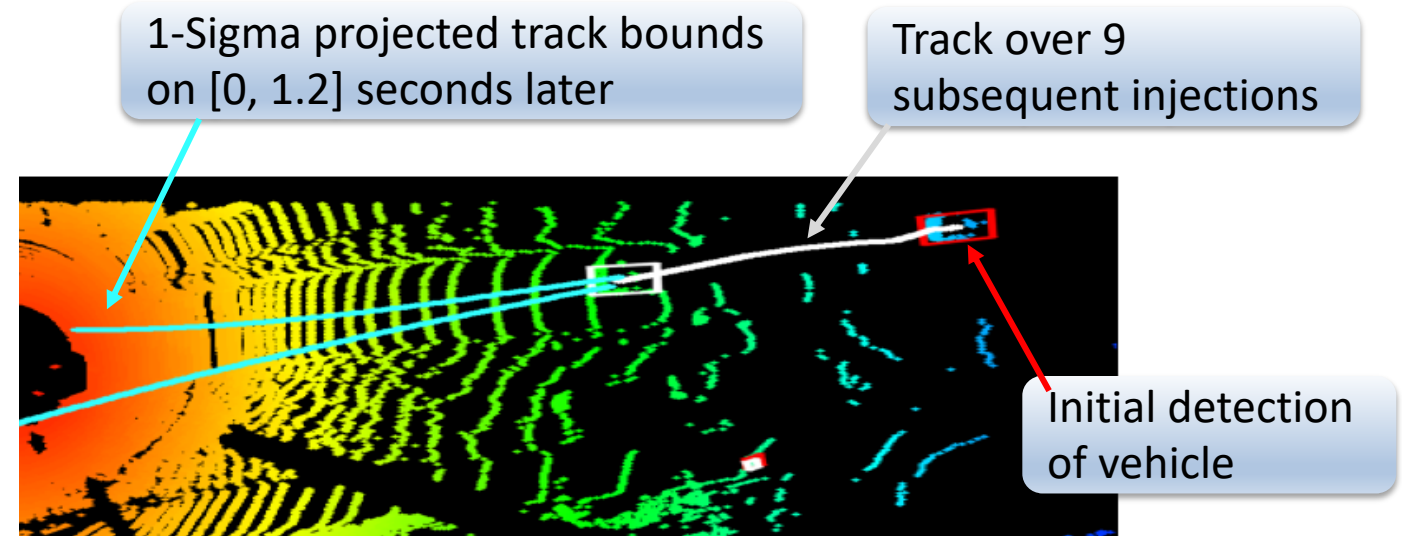 1-Sigma projected track bounds
on [0, 1.2] seconds later
Track over 9
subsequent injections
Initial detection
of vehicle